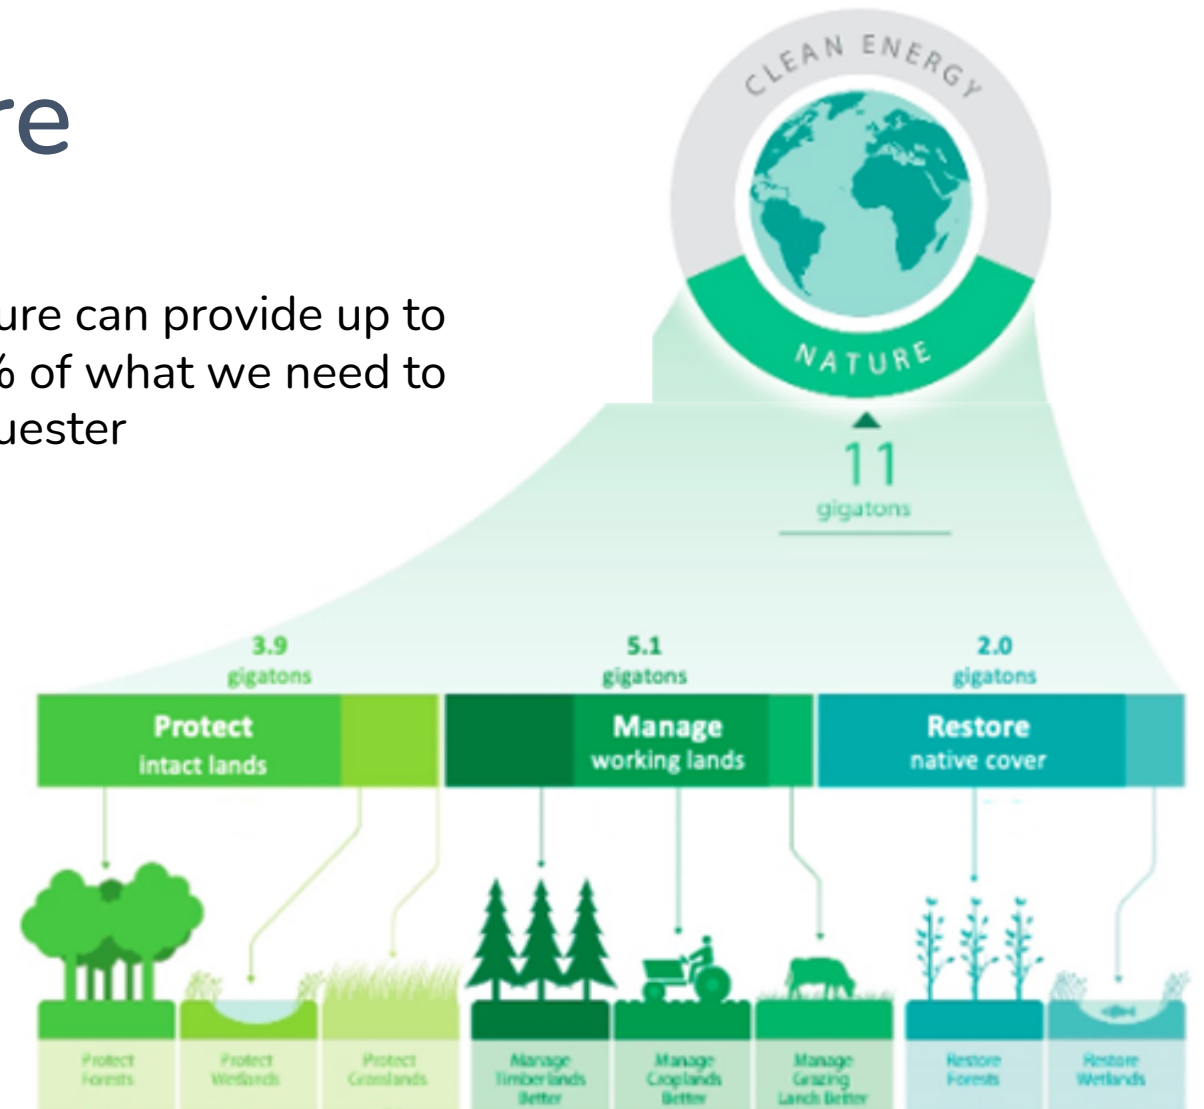 re
ure can provide up to
% of what we need to
uester
CLEAN ENERGY
NATURE
11
gigatons
3.9
gigatons
5.1
gigatons
2.0
gigatons
Protect
intact lands
Manage
working lands
Restore
native cover
Protect
Forests
Protect
Wetlands
Protect
Grasslands
Manage
Timberlands
Better
Manage
Croplands
Better
Manage
Grazing
Lands Better
Restore
Forests
Restore
Wetlands